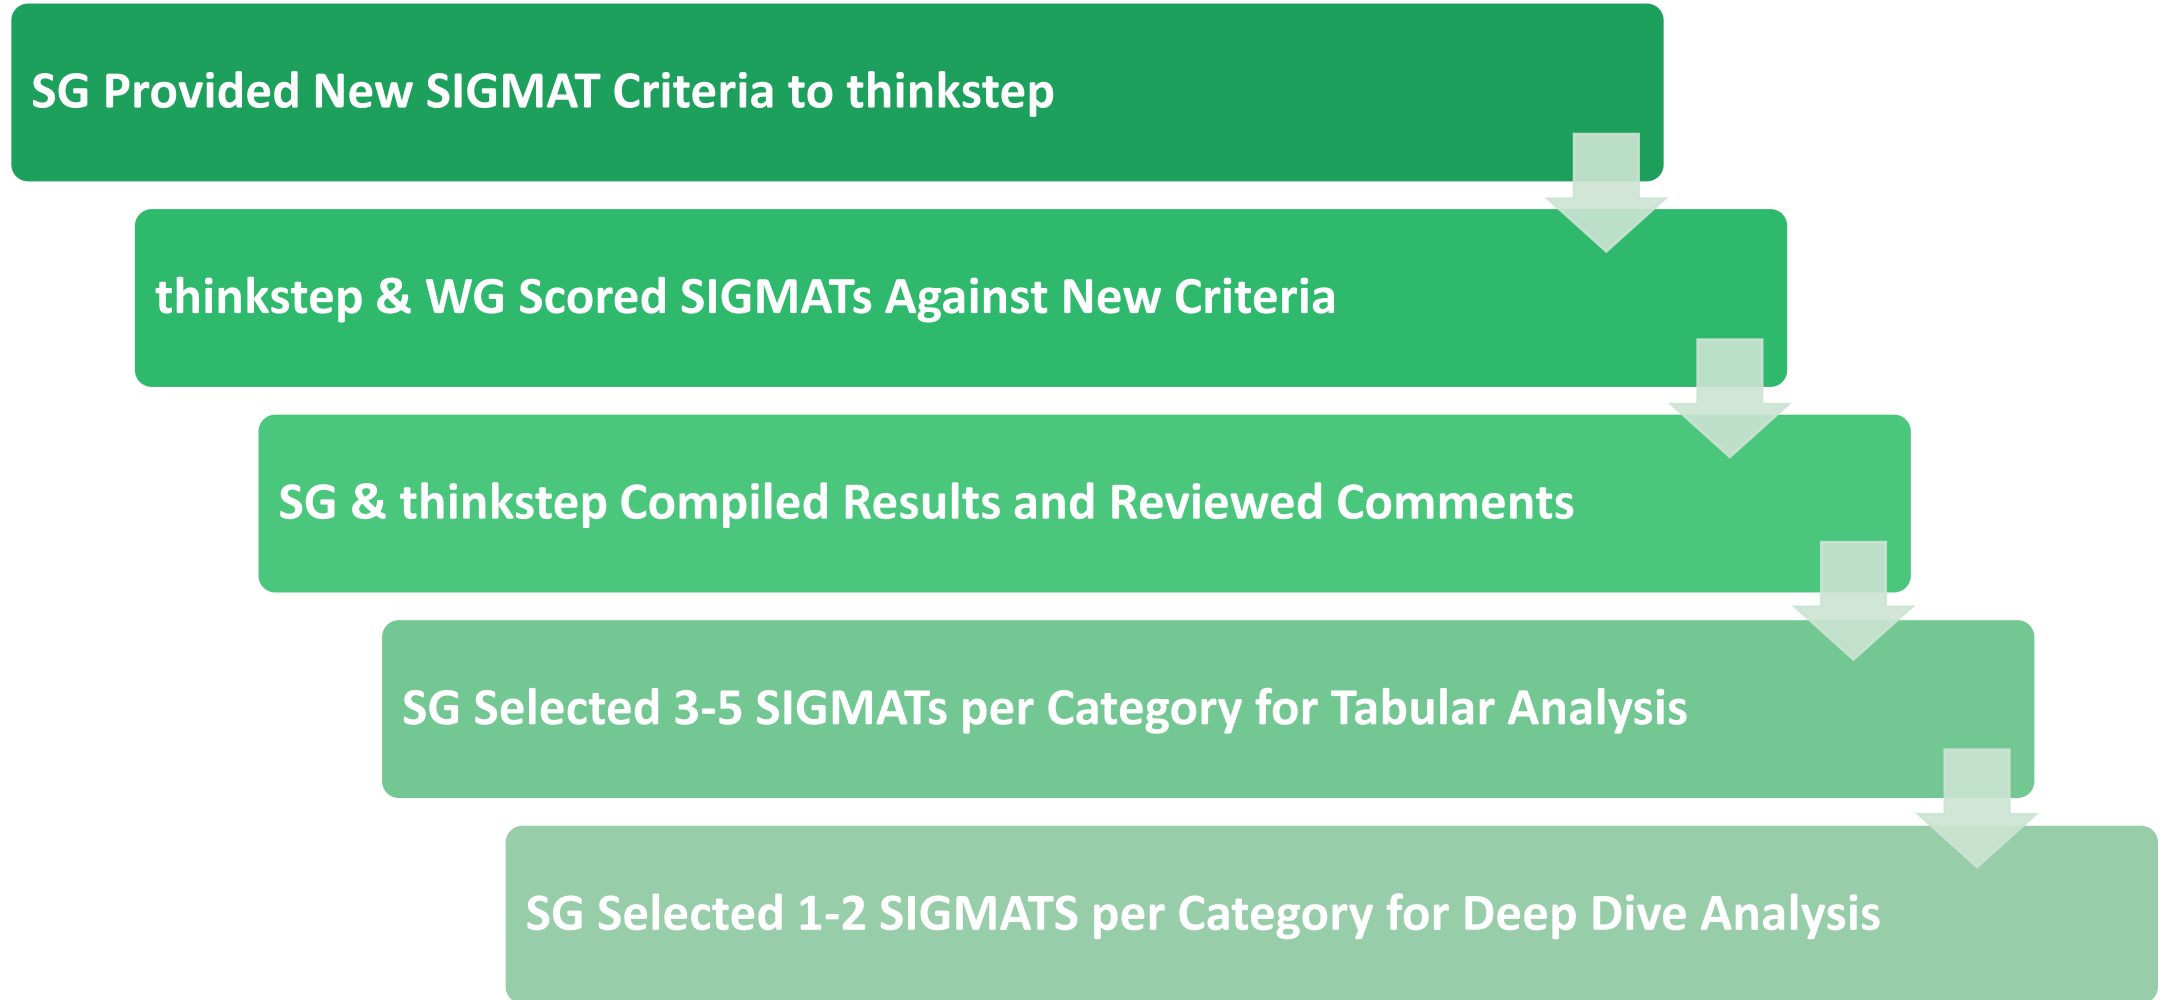 SG Provided New SIGMAT Criteria to thinkstep
thinkstep & WG Scored SIGMATs Against New Criteria
SG & thinkstep Compiled Results and Reviewed Comments
SG Selected 3-5 SIGMATs per Category for Tabular Analysis
SG Selected 1-2 SIGMATS per Category for Deep Dive Analysis